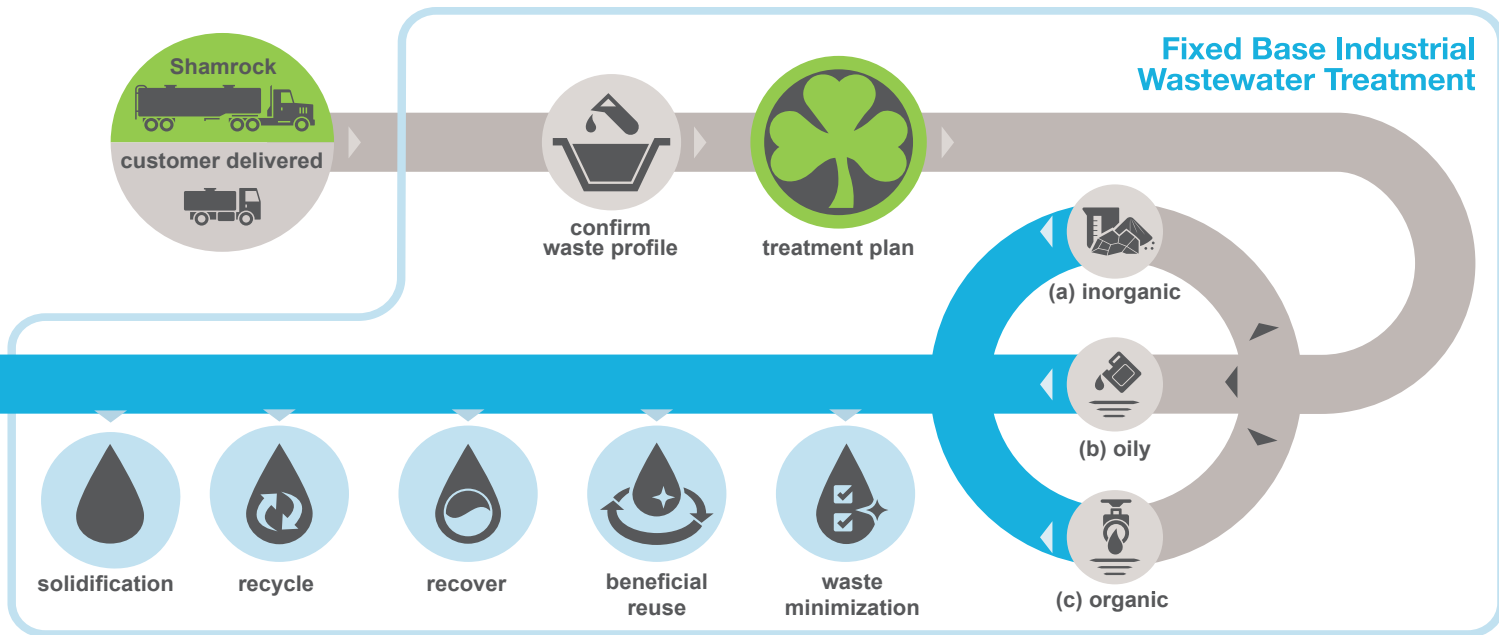 Fixed Base Industrial
Wastewater Treatment
Shamrock
customer delivered
confirm
waste profile
treatment plan
(a) inorganic
(b) oily
(c) organic
solidification
recycle
recover
beneficial
reuse
waste
minimization